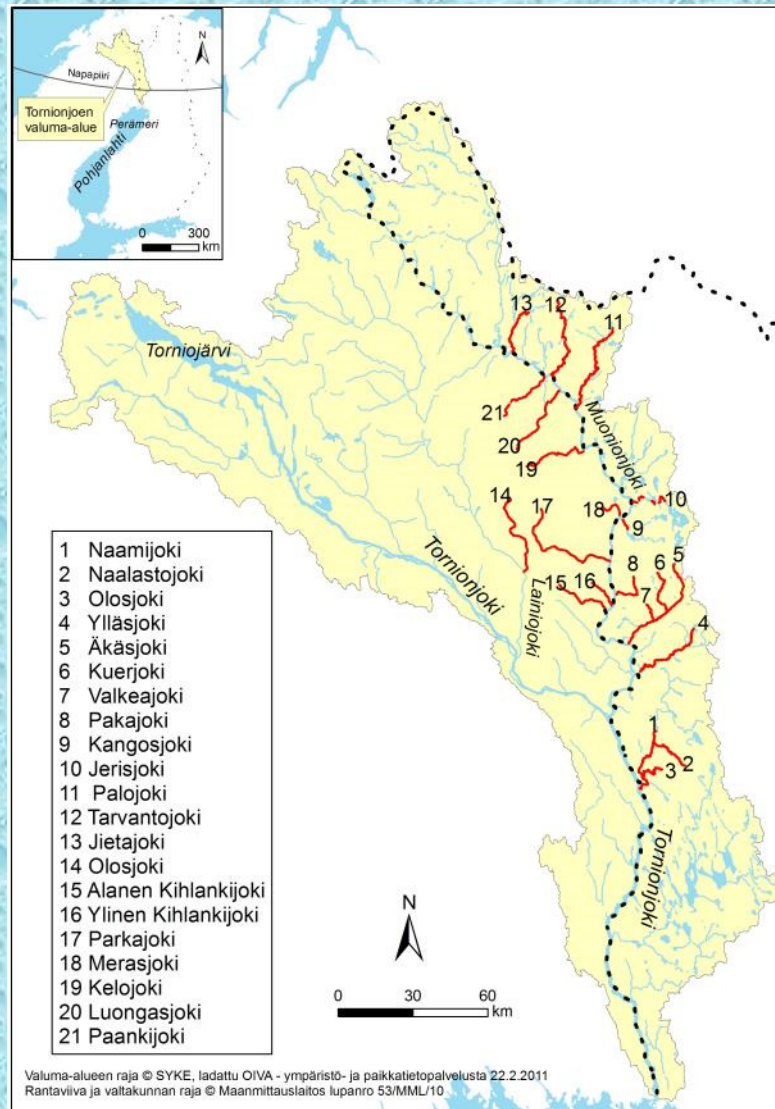 N
Napapiiri
Tornionjoen
valuma-alue
Perämeri
Pohjanlahti
0 300
km
13 12 11
Torniojärvi
21
Muonionjoki
20
19
14 17 18 10
9
5
Tornionjoki
Lainiojoki
15 16 8 6
7
4
1
2
3
Tornionjoki
1 Naamijoki
2 Naalastojoki
3 Olosjoki
4 Ylläsjoki
5 Äkäsjoki
6 Kuerjoki
7 Valkeajoki
8 Pakajoki
9 Kangosjoki
10 Jerisjoki
11 Palojoki
12 Tarvantojoki
13 Jietajoki
14 Olosjoki
15 Alanen Kihlankijoki
16 Ylinen Kihlankijoki
17 Parkajoki
18 Merasjoki
19 Kelojoki
20 Luongasjoki
21 Paankijoki
N
0 30 60
km
Valuma-alueen raja © SYKE, ladattu OIVA - ympäristö- ja paikkatietopalvelusta 22.2.2011
Rantaviiva ja valtakunnan raja © Maanmittauslaitos lupanro 53/MML/10